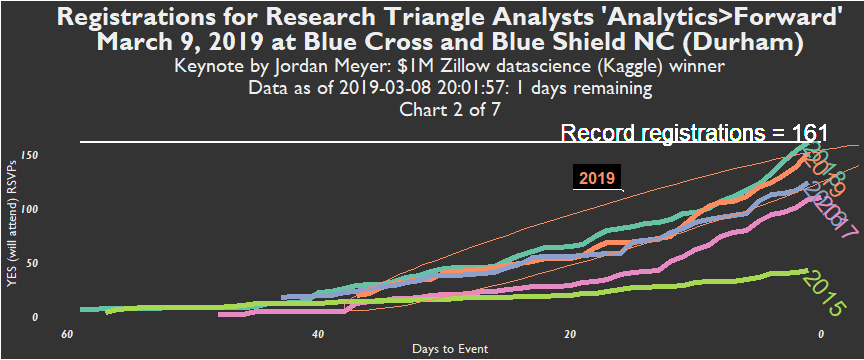 Registrations for Research Triangle Analysts 'Analytics>Forward'
March 9, 2019 at Blue Cross and Blue Shield NC (Durham)
Keynote by Jordan Meyer: $1M Zillow datascience (Kaggle) winner
Data as of 2019-03-08 20:01:57: 1 days remaining
Chart 2 of 7
Record registrations = 161
YES (will attend) RSVPs
150
100
50
0
2019
2018
2019
2017
2015
60
40
20
0
Days to Event